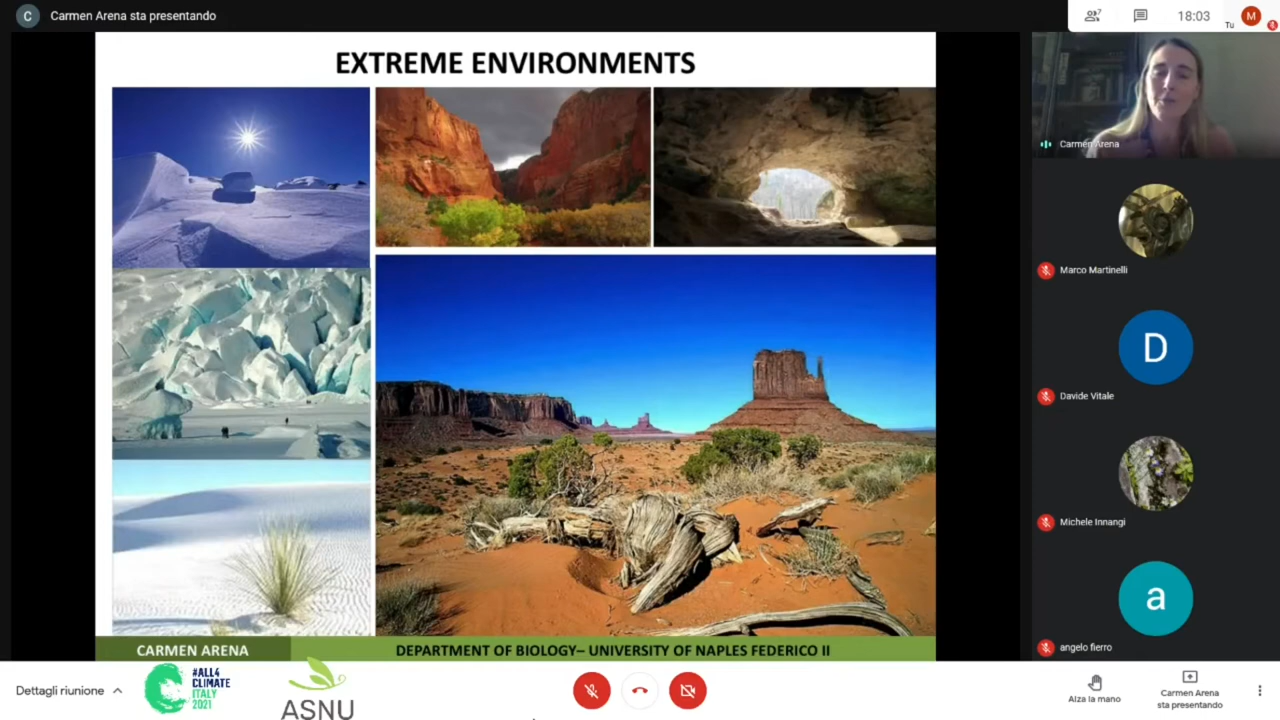 C
Carmen Arena sta presentando
7
18:03
Tu
M
EXTREME ENVIRONMENTS
Carmen Arena
Marco Martinelli
D
Davide Vitale
Michele Innangi
a
angelo fierro
CARMEN ARENA
DEPARTMENT OF BIOLOGY– UNIVERSITY OF NAPLES FEDERICO II
Dettagli riunione
#ALL4
CLIMATE
ITALY
2021
ASNU
Alza la mano
Carmen Arena
sta presentando